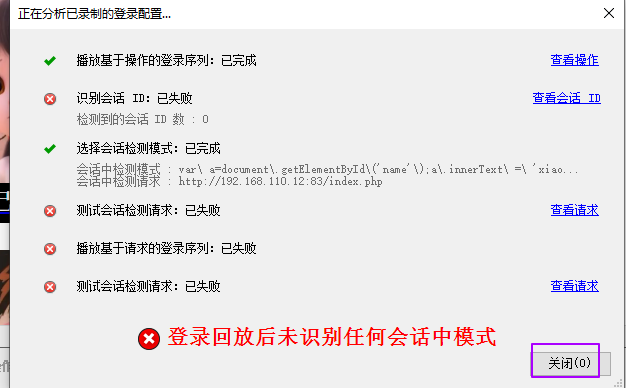 正在分析已录制的登录配置...
播放基于操作的登录序列: 已完成
查看操作
识别会话 ID: 已失败
查看会话 ID
检测到的会话 ID 数 : 0
选择会话检测模式: 已完成
会话中检测模式 : var\ a=document\.getElementById\('name'\);a\.innerText\ =\ 'xiao...
会话中检测请求 : http://192.168.110.12:83/index.php
测试会话检测请求: 已失败
查看请求
播放基于请求的登录序列: 已失败
测试会话检测请求: 已失败
查看请求
登录回放后未识别任何会话中模式
关闭(O)